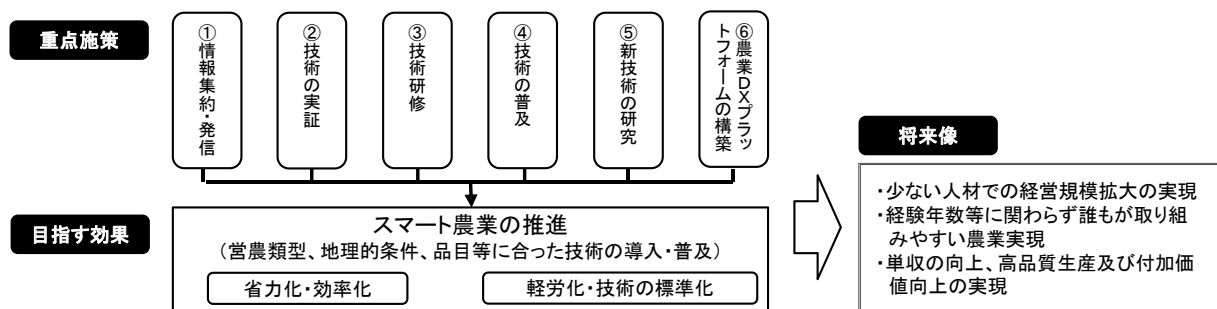 重点施策
①情報集約・発信
②技術の実証
③技術研修
④技術の普及
⑤新技術の研究
⑥農業DXプラッ
トフォームの構築
目指す効果
スマート農業の推進
(営農類型、地理的条件、品目等に合った技術の導入・普及)
省力化・効率化
軽労化・技術の標準化
将来像
・少ない人材での経営規模拡大の実現
・経験年数等に関わらず誰もが取り組
みやすい農業実現
・単収の向上、高品質生産及び付加価
値向上の実現